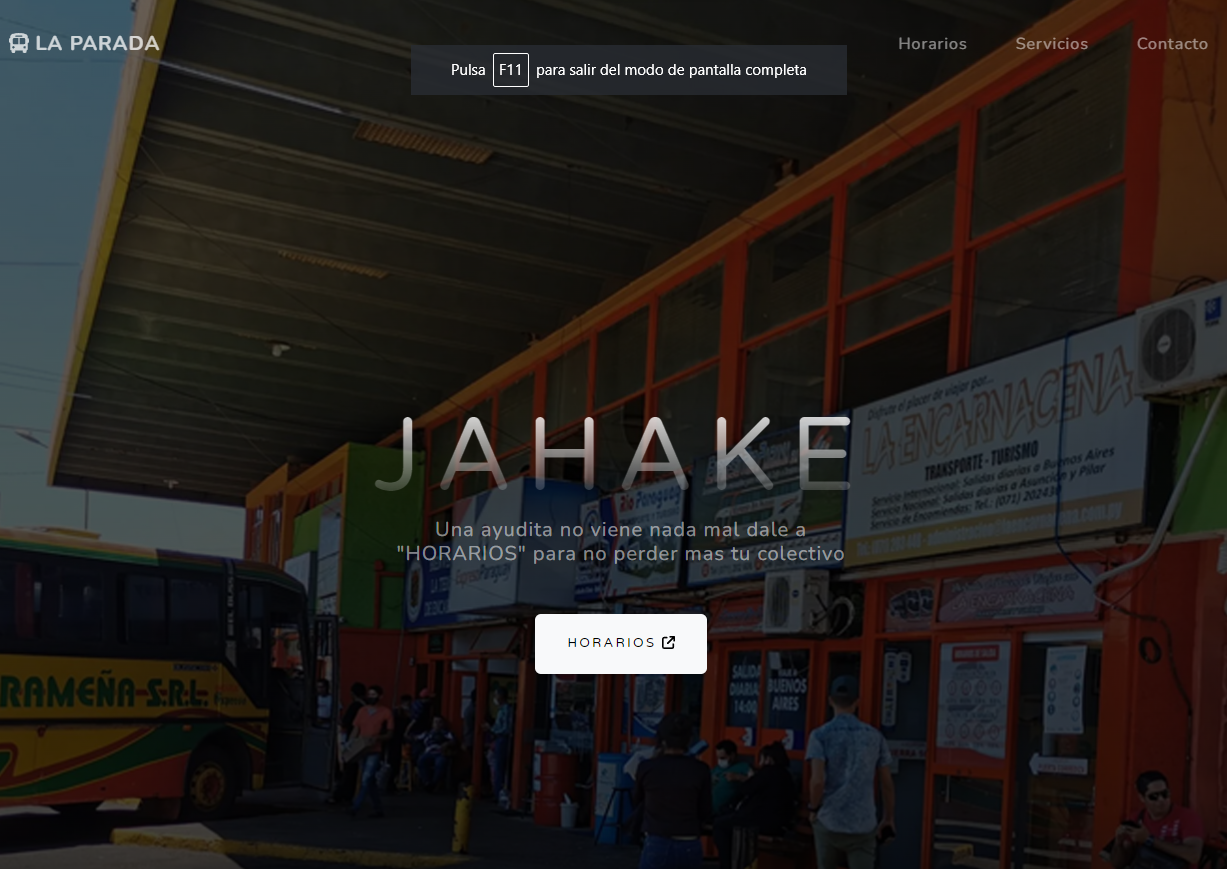 LA PARADA
Horarios
Servicios
Contacto
Pulsa F11 para salir del modo de pantalla completa
JAHAKE
Una ayudita no viene nada mal dale a
"HORARIOS" para no perder mas tu colectivo
HORARIOS
Disfrute el placer de viajar por...
LA ENCARNACENA
TRANSPORTE - TURISMO
Servicio Internacional: Salidas diarias a Buenos Aires
Servicio Nacional: Salidas diarias a Asunción y Pilar
Servicio de Encomiendas: Tel.: (071) 202430
Río Paraguay
RAMEÑA S.R.L.
SALIDA
DIARIA
14:00
BUENOS
AIRES